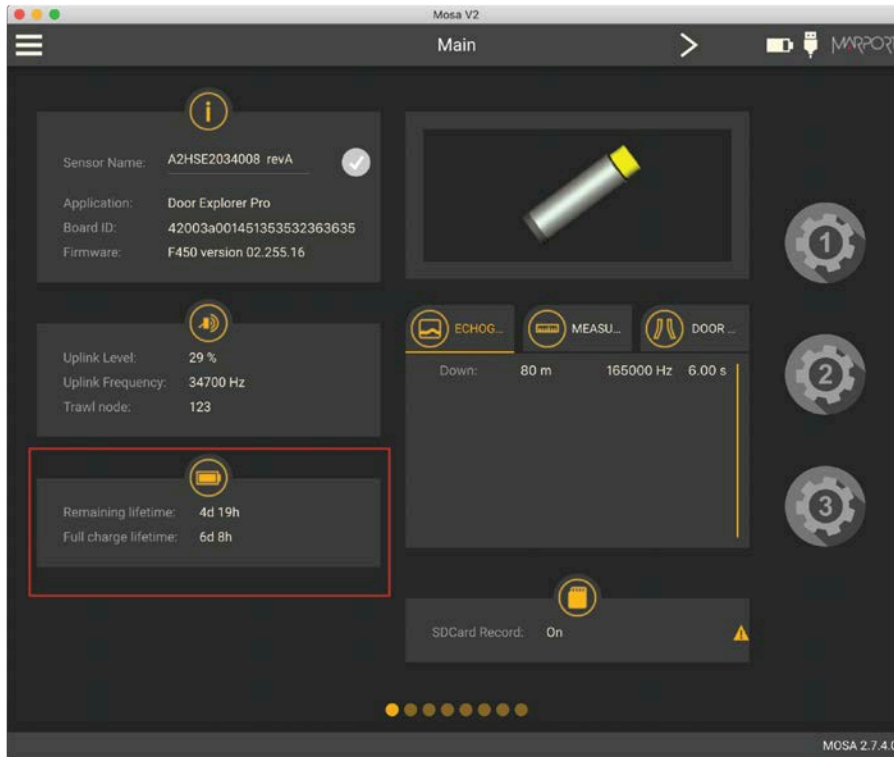 Mosa V2
Main
MARPORT
i
Sensor Name: A2HSE2034008 revA
Application: Door Explorer Pro
Board ID: 42003a001451353532363635
Firmware: F450 version 02.255.16
Uplink Level: 29 %
Uplink Frequency: 34700 Hz
Trawl node: 123
Remaining lifetime: 4d 19h
Full charge lifetime: 6d 8h
ECHOG... MEASU... DOOR ...
Down: 80 m 165000 Hz 6.00 s
SDCard Record: On
1
2
3
MOSA 2.7.4.0